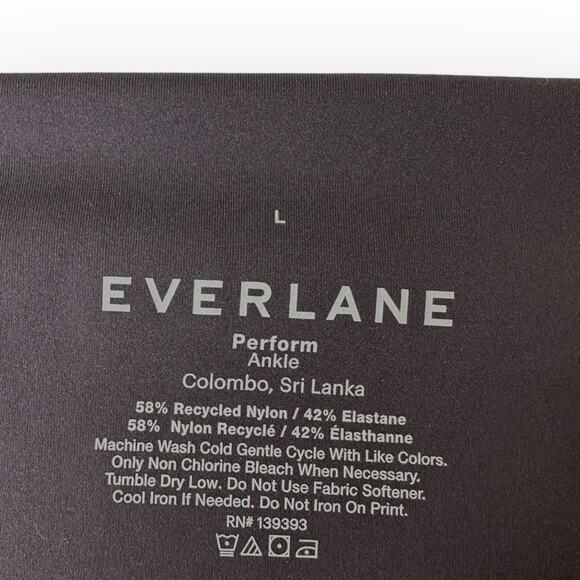 L
EVERLANE
Perform
Ankle
Colombo, Sri Lanka
58% Recycled Nylon / 42% Elastane
58% Nylon Recyclé / 42% Élasthanne
Machine Wash Cold Gentle Cycle With Like Colors.
Only Non Chlorine Bleach When Necessary.
Tumble Dry Low. Do Not Use Fabric Softener.
Cool Iron If Needed. Do Not Iron On Print.
RN# 139393